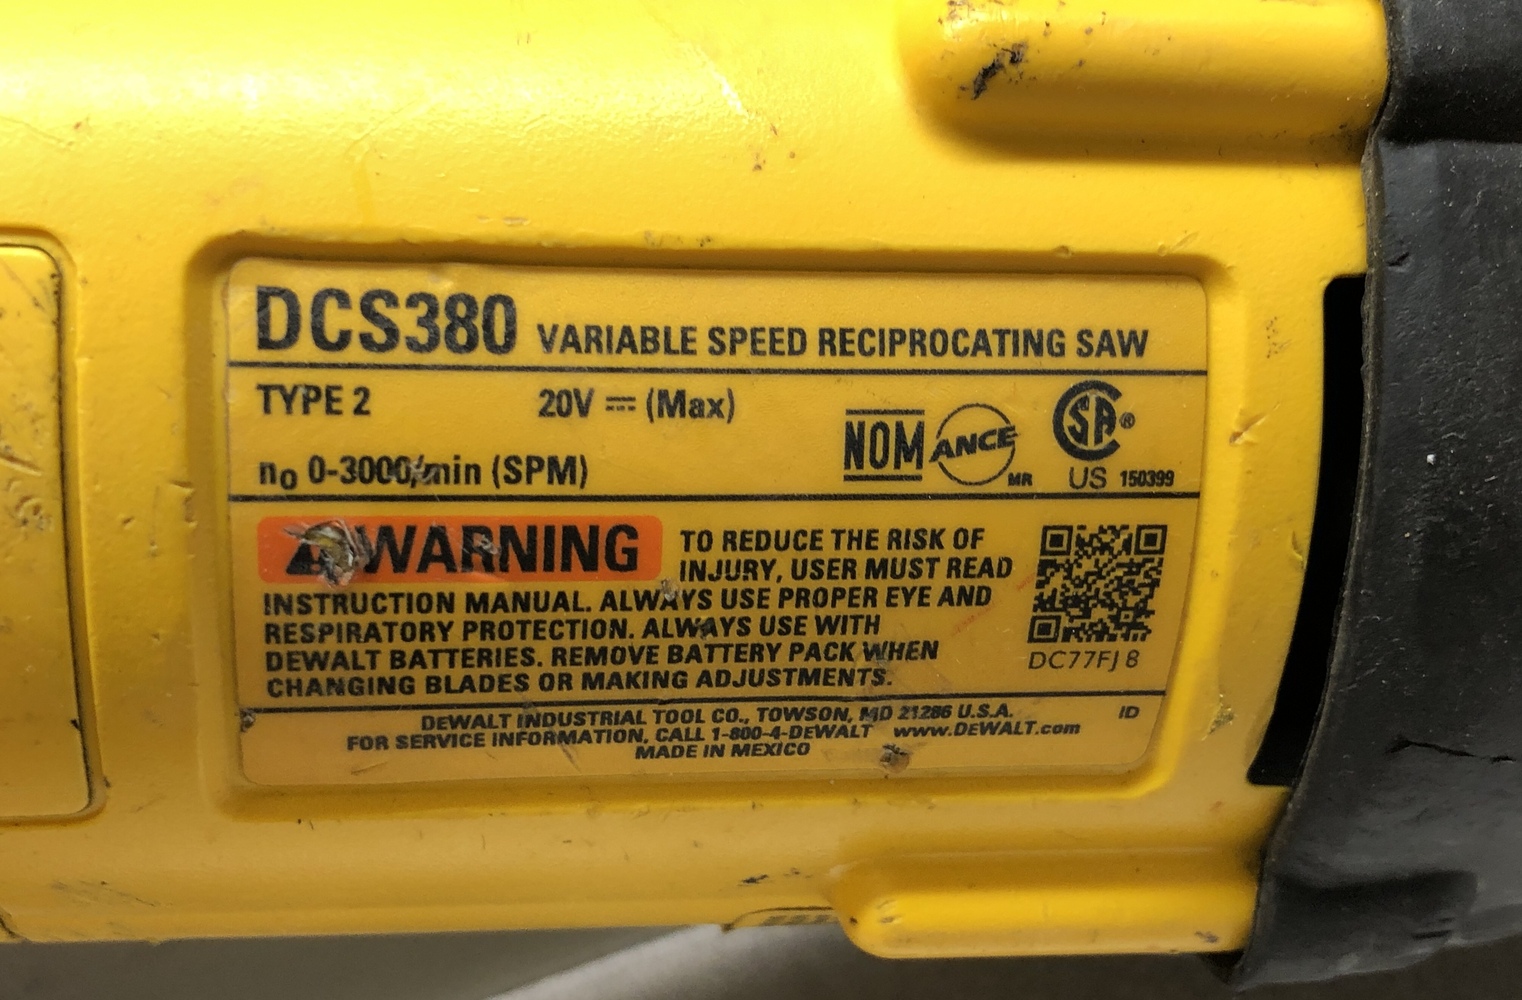 DCS380 VARIABLE SPEED RECIPROCATING SAW
TYPE 2 20V ⎓ (Max)
n₀ 0-3000/min (SPM)
NOM ANCE MR
SA®
US 150399
WARNING TO REDUCE THE RISK OF
INJURY, USER MUST READ
INSTRUCTION MANUAL. ALWAYS USE PROPER EYE AND
RESPIRATORY PROTECTION. ALWAYS USE WITH
DEWALT BATTERIES. REMOVE BATTERY PACK WHEN
CHANGING BLADES OR MAKING ADJUSTMENTS.
DC77FJ 8
DEWALT INDUSTRIAL TOOL CO., TOWSON, MD 21286 U.S.A. ID
FOR SERVICE INFORMATION, CALL 1-800-4-DEWALT www.DEWALT.com
MADE IN MEXICO